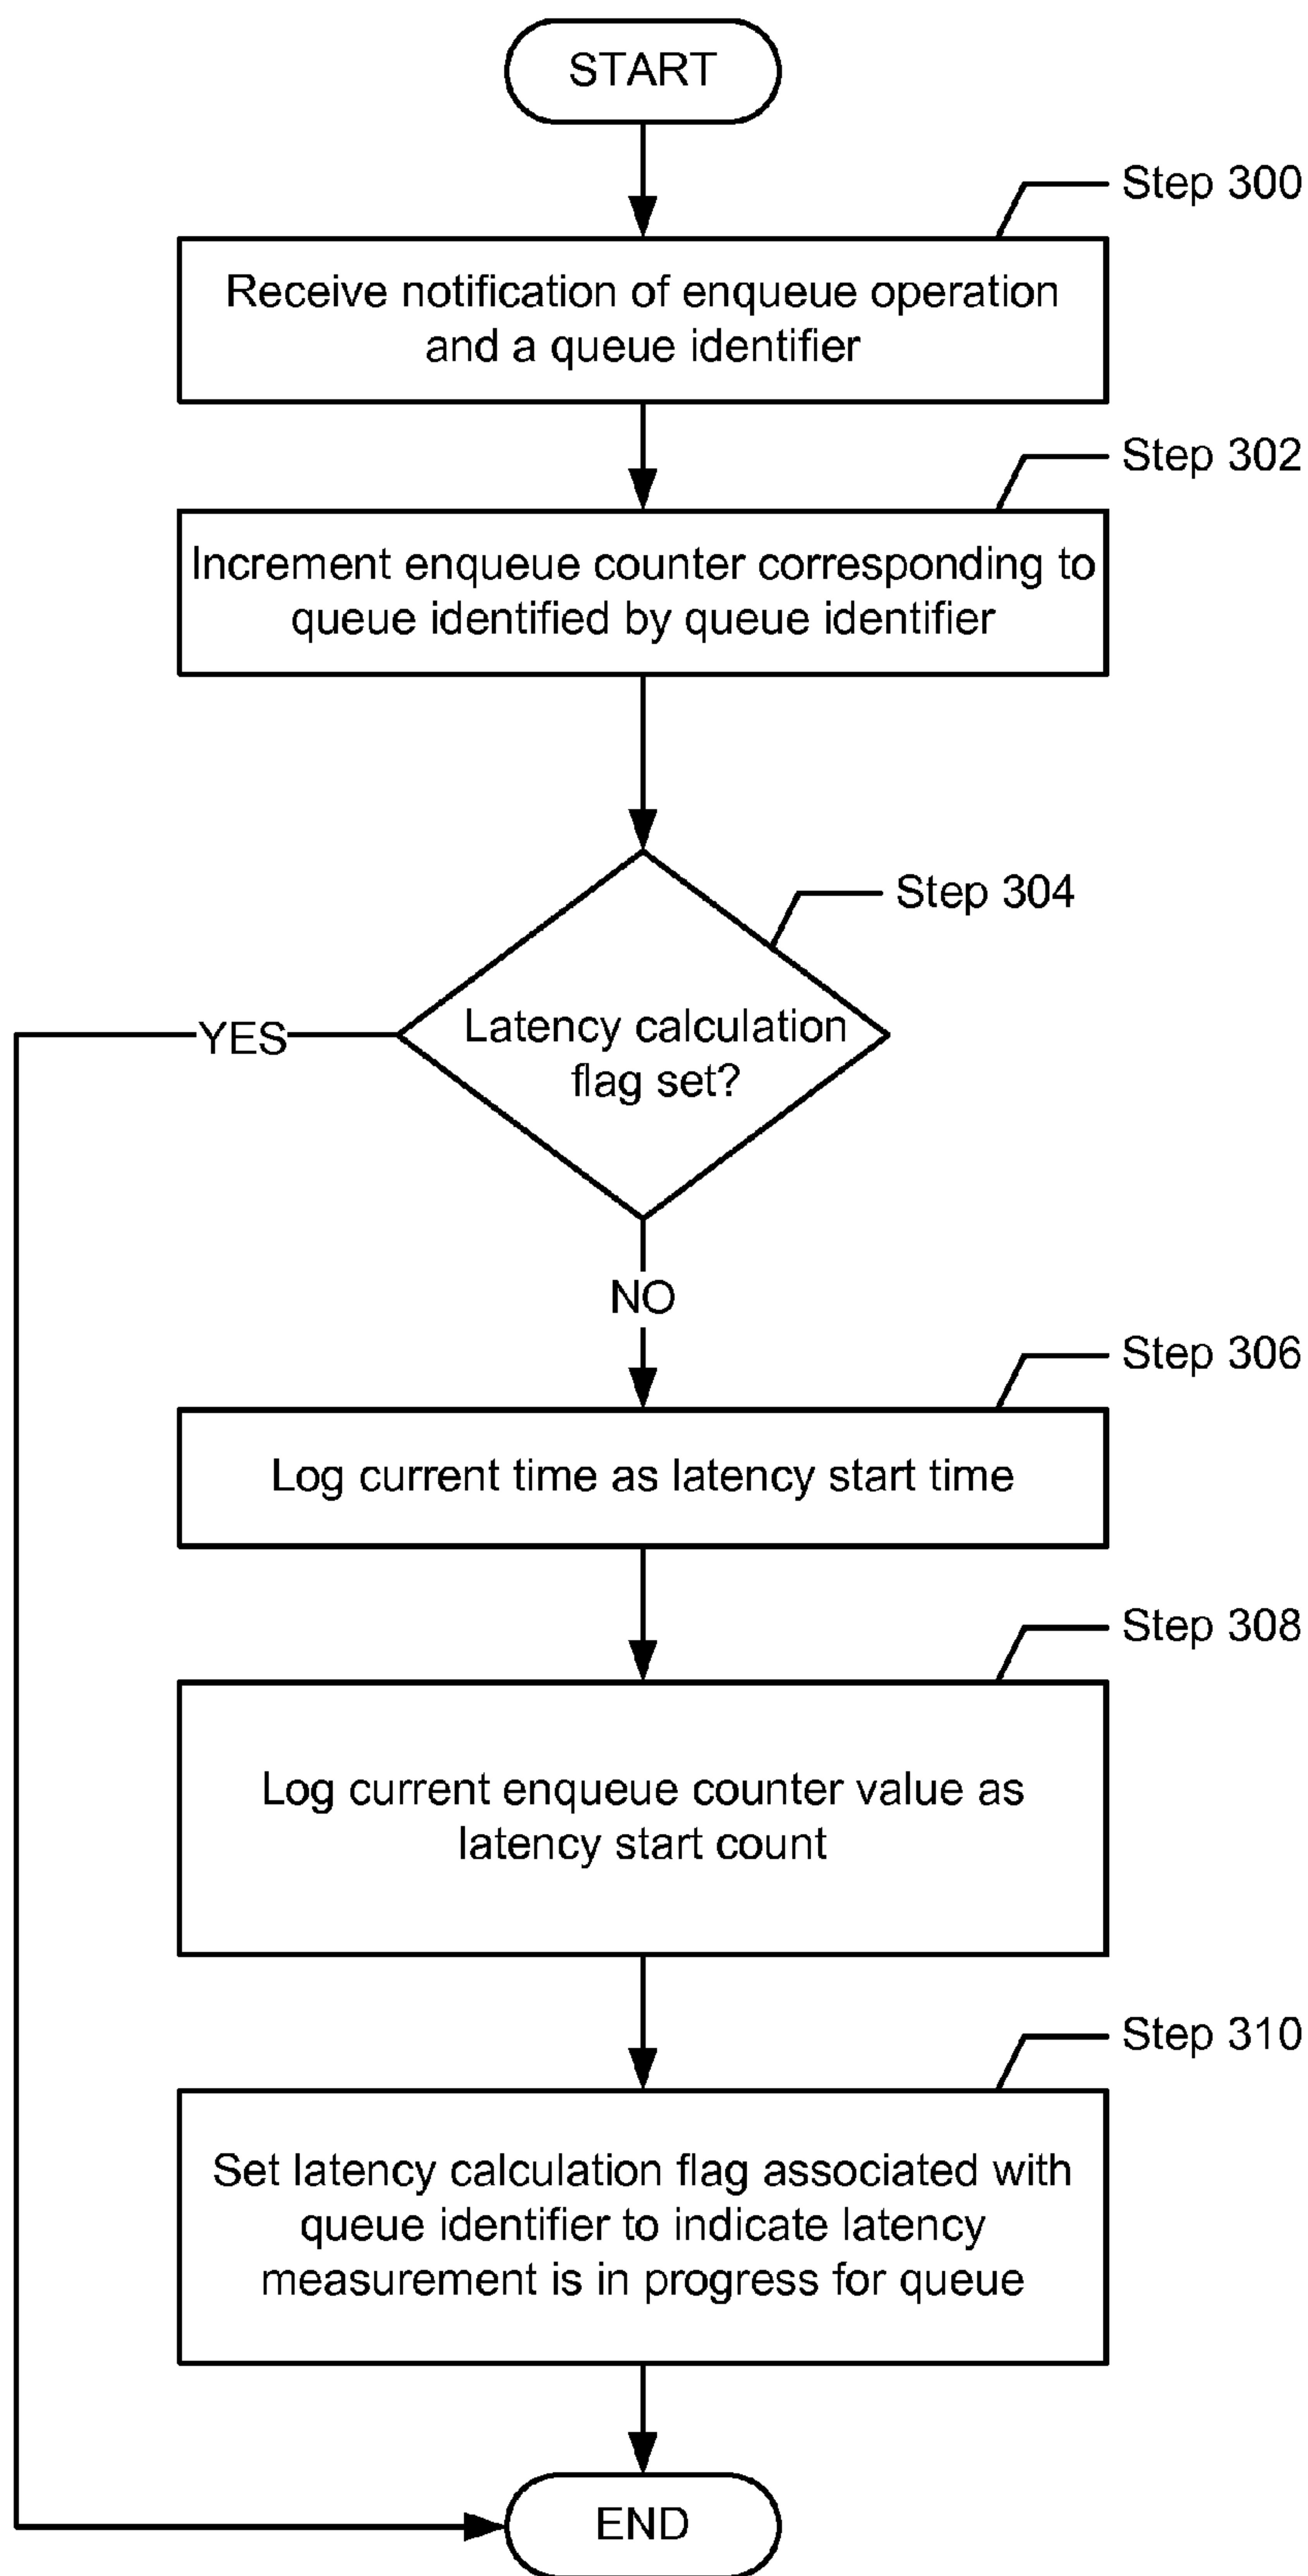 START
Step 300
Receive notification of enqueue operation
and a queue identifier
Step 302
Increment enqueue counter corresponding to
queue identified by queue identifier
Step 304
Latency calculation
flag set?
YES
NO
Step 306
Log current time as latency start time
Step 308
Log current enqueue counter value as
latency start count
Step 310
Set latency calculation flag associated with
queue identifier to indicate latency
measurement is in progress for queue
END